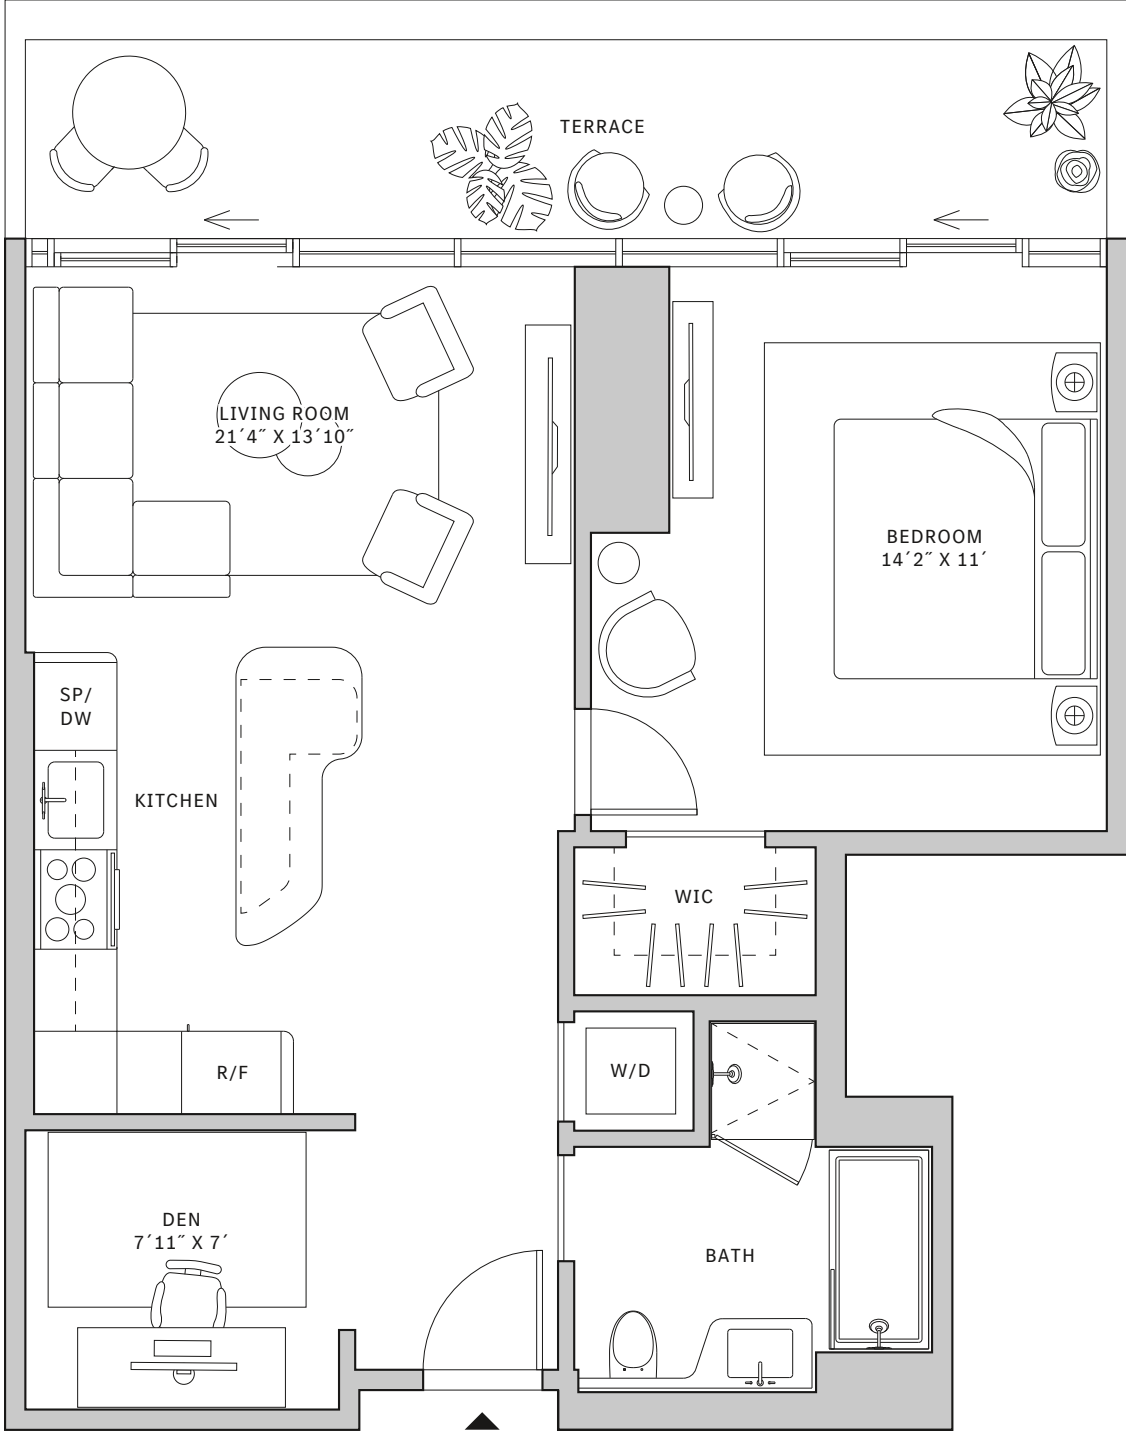 TERRACE
LIVING ROOM
21´4˝ X 13´10˝
BEDROOM
14´2˝ X 11´
SP/
DW
KITCHEN
WIC
R/F
W/D
DEN
7´11˝ X 7´
BATH